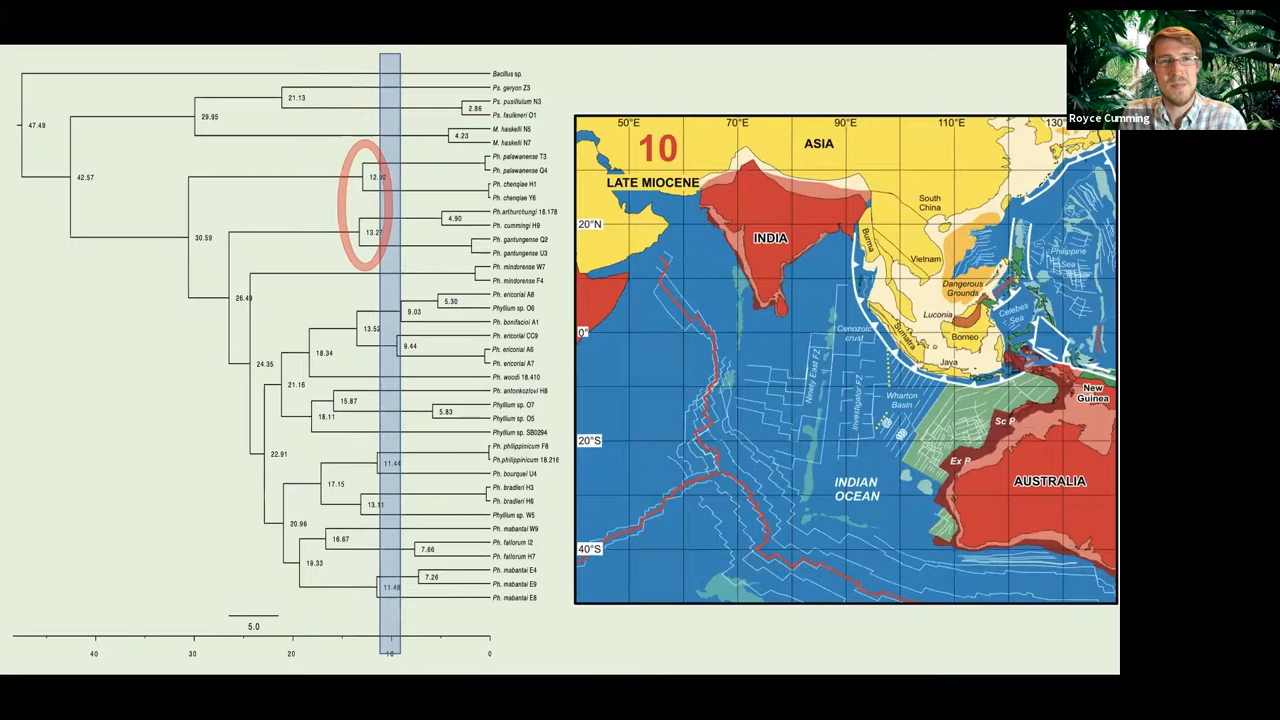 Royce Cumming
Bacillus sp.
Ps. geryon Z3
Ps. pusillulum N3
Ps. faulkneri O1
M. haskelli N5
M. haskelli N7
Ph. palawanense T3
Ph. palawanense Q4
Ph. chenqiae H1
Ph. chenqiae Y6
Ph.arthurchungi 18.178
Ph. cummingi H9
Ph. gantungense Q2
Ph. gantungense U3
Ph. mindorense W7
Ph. mindorense F4
Ph. ericoriai A8
Phyllium sp. O6
Ph. bonifacioi A1
Ph. ericoriai CC9
Ph. ericoriai A6
Ph. ericoriai A7
Ph. woodi 18.410
Ph. antonkozlovi H8
Phyllium sp. O7
Phyllium sp. O5
Phyllium sp. SB0294
Ph. philippinicum F8
Ph.philippinicum 18.216
Ph. bourquei U4
Ph. bradleri H3
Ph. bradleri H6
Phyllium sp. W5
Ph. mabantai W9
Ph. fallorum I2
Ph. fallorum H7
Ph. mabantai E4
Ph. mabantai E9
Ph. mabantai E8
47.49
42.57
29.95
21.13
2.86
4.23
30.59
12.92
26.49
4.90
24.35
22.91
21.16
18.34
13.52
9.03
5.30
9.44
18.11
15.87
5.83
20.96
17.15
11.44
13.11
19.33
16.67
7.66
11.49
7.26
5.0
40
30
20
10
0
50°E
70°E
90°E
110°E
20°N
0°
20°S
40°S
10
LATE MIOCENE
ASIA
INDIA
South
China
Burma
Vietnam
Philippine
Sea
Dangerous
Grounds
Luconia
Celebes
Sea
Borneo
Sumatra
Java
Cenozoic
crust
Ninety East FZ
Investigator FZ
Wharton
Basin
New
Guinea
Sc P
Ex P
INDIAN
OCEAN
AUSTRALIA